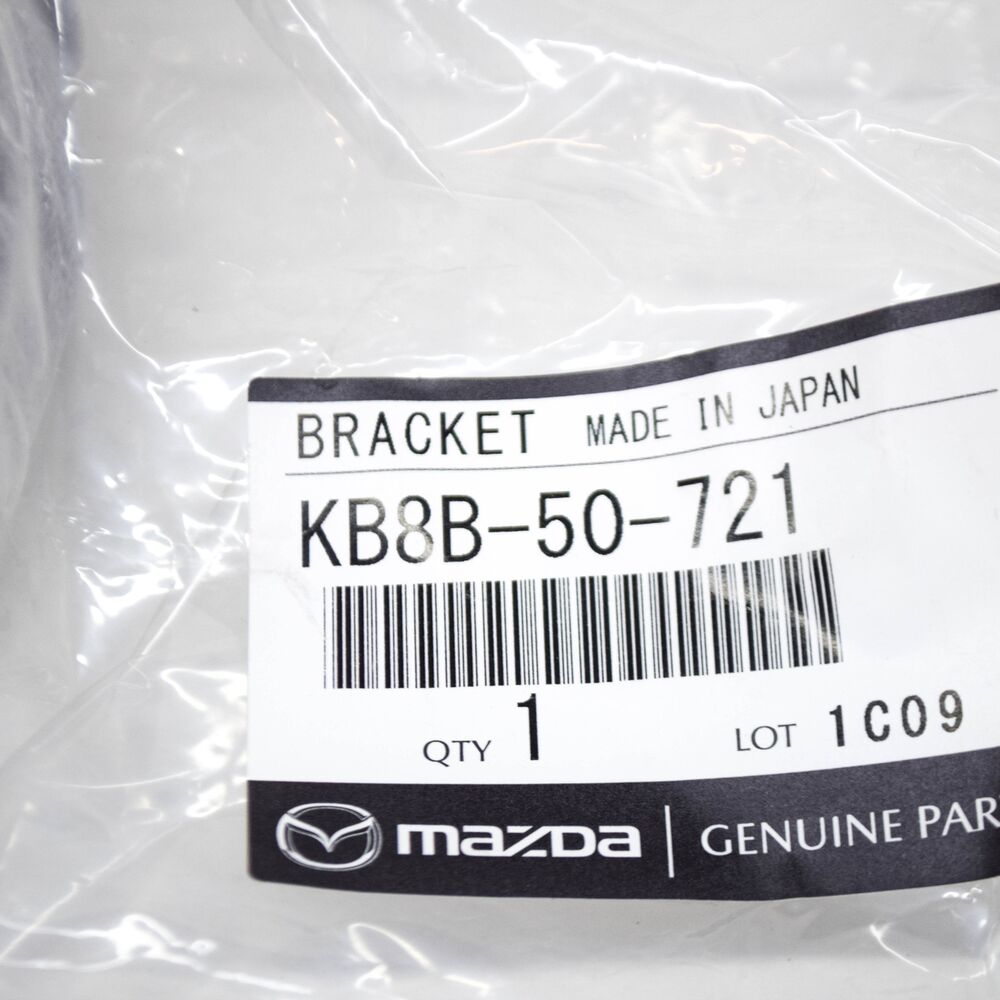 BRACKET MADE IN JAPAN
KB8B-50-721
QTY 1 LOT 1C09
mazda GENUINE PAR